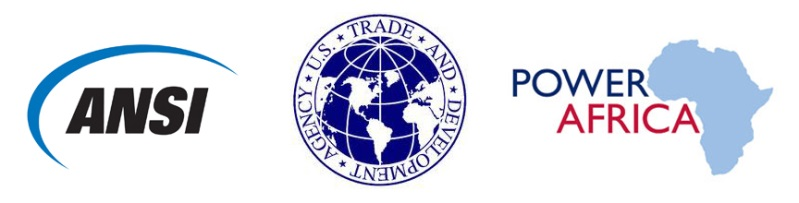 ANSI
U.S. TRADE AND DEVELOPMENT AGENCY
POWER
AFRICA